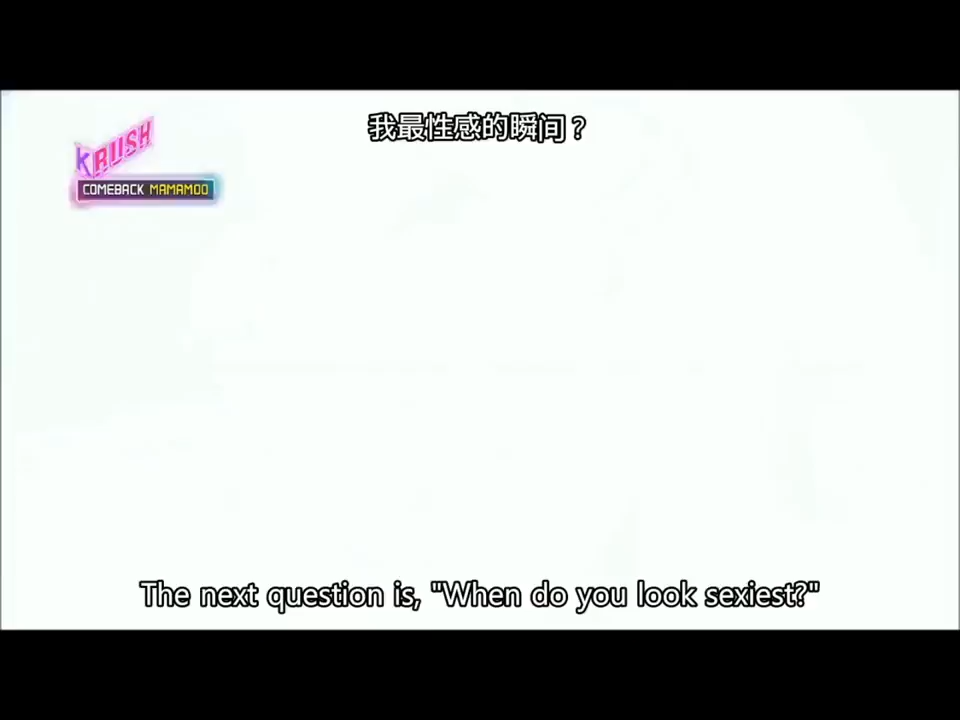 我最性感的瞬间？
KRUSH
COMEBACK MAMAMOO
The next question is, "When do you look sexiest?"